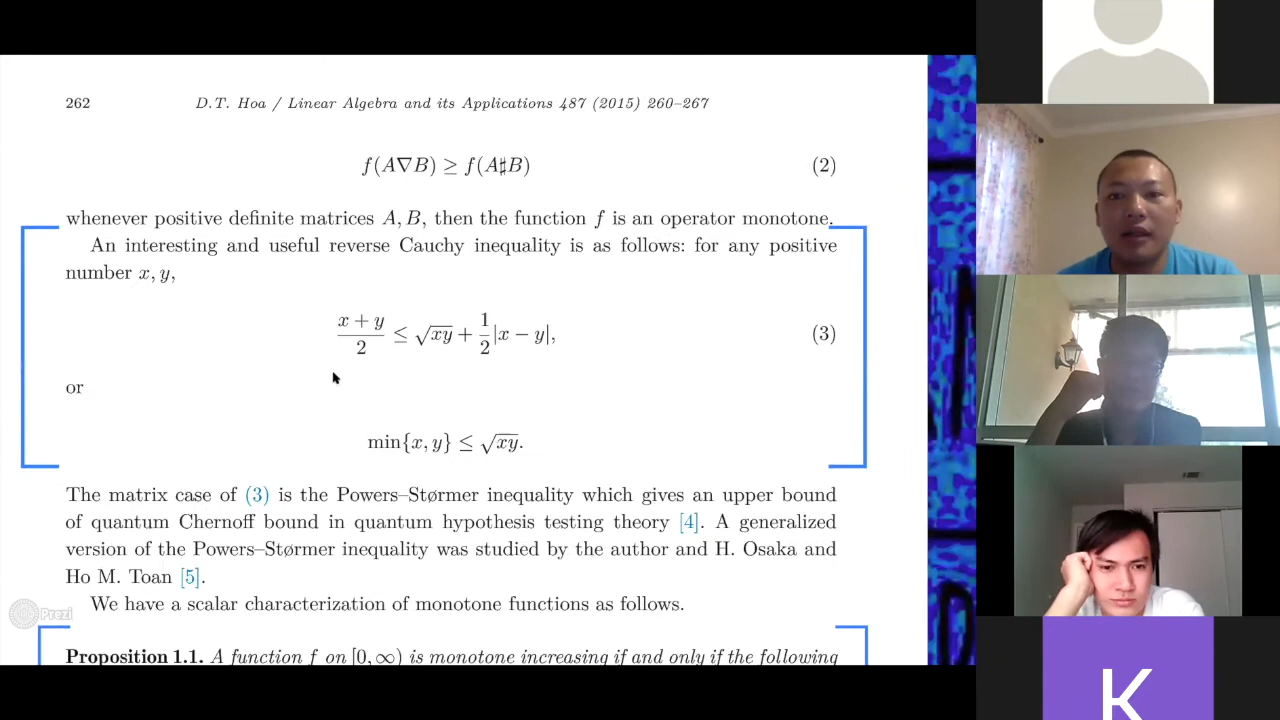 262 D.T. Hoa / Linear Algebra and its Applications 487 (2015) 260–267
f(A∇B) ≥ f(A♯B) (2)
whenever positive definite matrices A, B, then the function f is an operator monotone.
An interesting and useful reverse Cauchy inequality is as follows: for any positive
number x, y,
(x + y)/2 ≤ √xy + 1/2|x − y|, (3)
or
min{x, y} ≤ √xy.
The matrix case of (3) is the Powers–Størmer inequality which gives an upper bound
of quantum Chernoff bound in quantum hypothesis testing theory [4]. A generalized
version of the Powers–Størmer inequality was studied by the author and H. Osaka and
Ho M. Toan [5].
We have a scalar characterization of monotone functions as follows.
Prezi
Proposition 1.1. A function f on [0, ∞) is monotone increasing if and only if the following
K